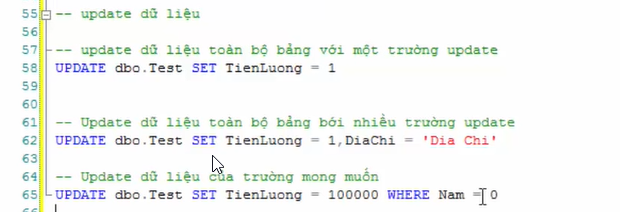 55 -- update dữ liệu
56
57 -- update dữ liệu toàn bộ bảng với một trường update
58 UPDATE dbo.Test SET TienLuong = 1
59
60
61 -- Update dữ liệu toàn bộ bảng bới nhiều trường update
62 UPDATE dbo.Test SET TienLuong = 1,DiaChi = 'Dia Chi'
63
64 -- Update dữ liệu của trường mong muốn
65 UPDATE dbo.Test SET TienLuong = 100000 WHERE Nam = 0
66